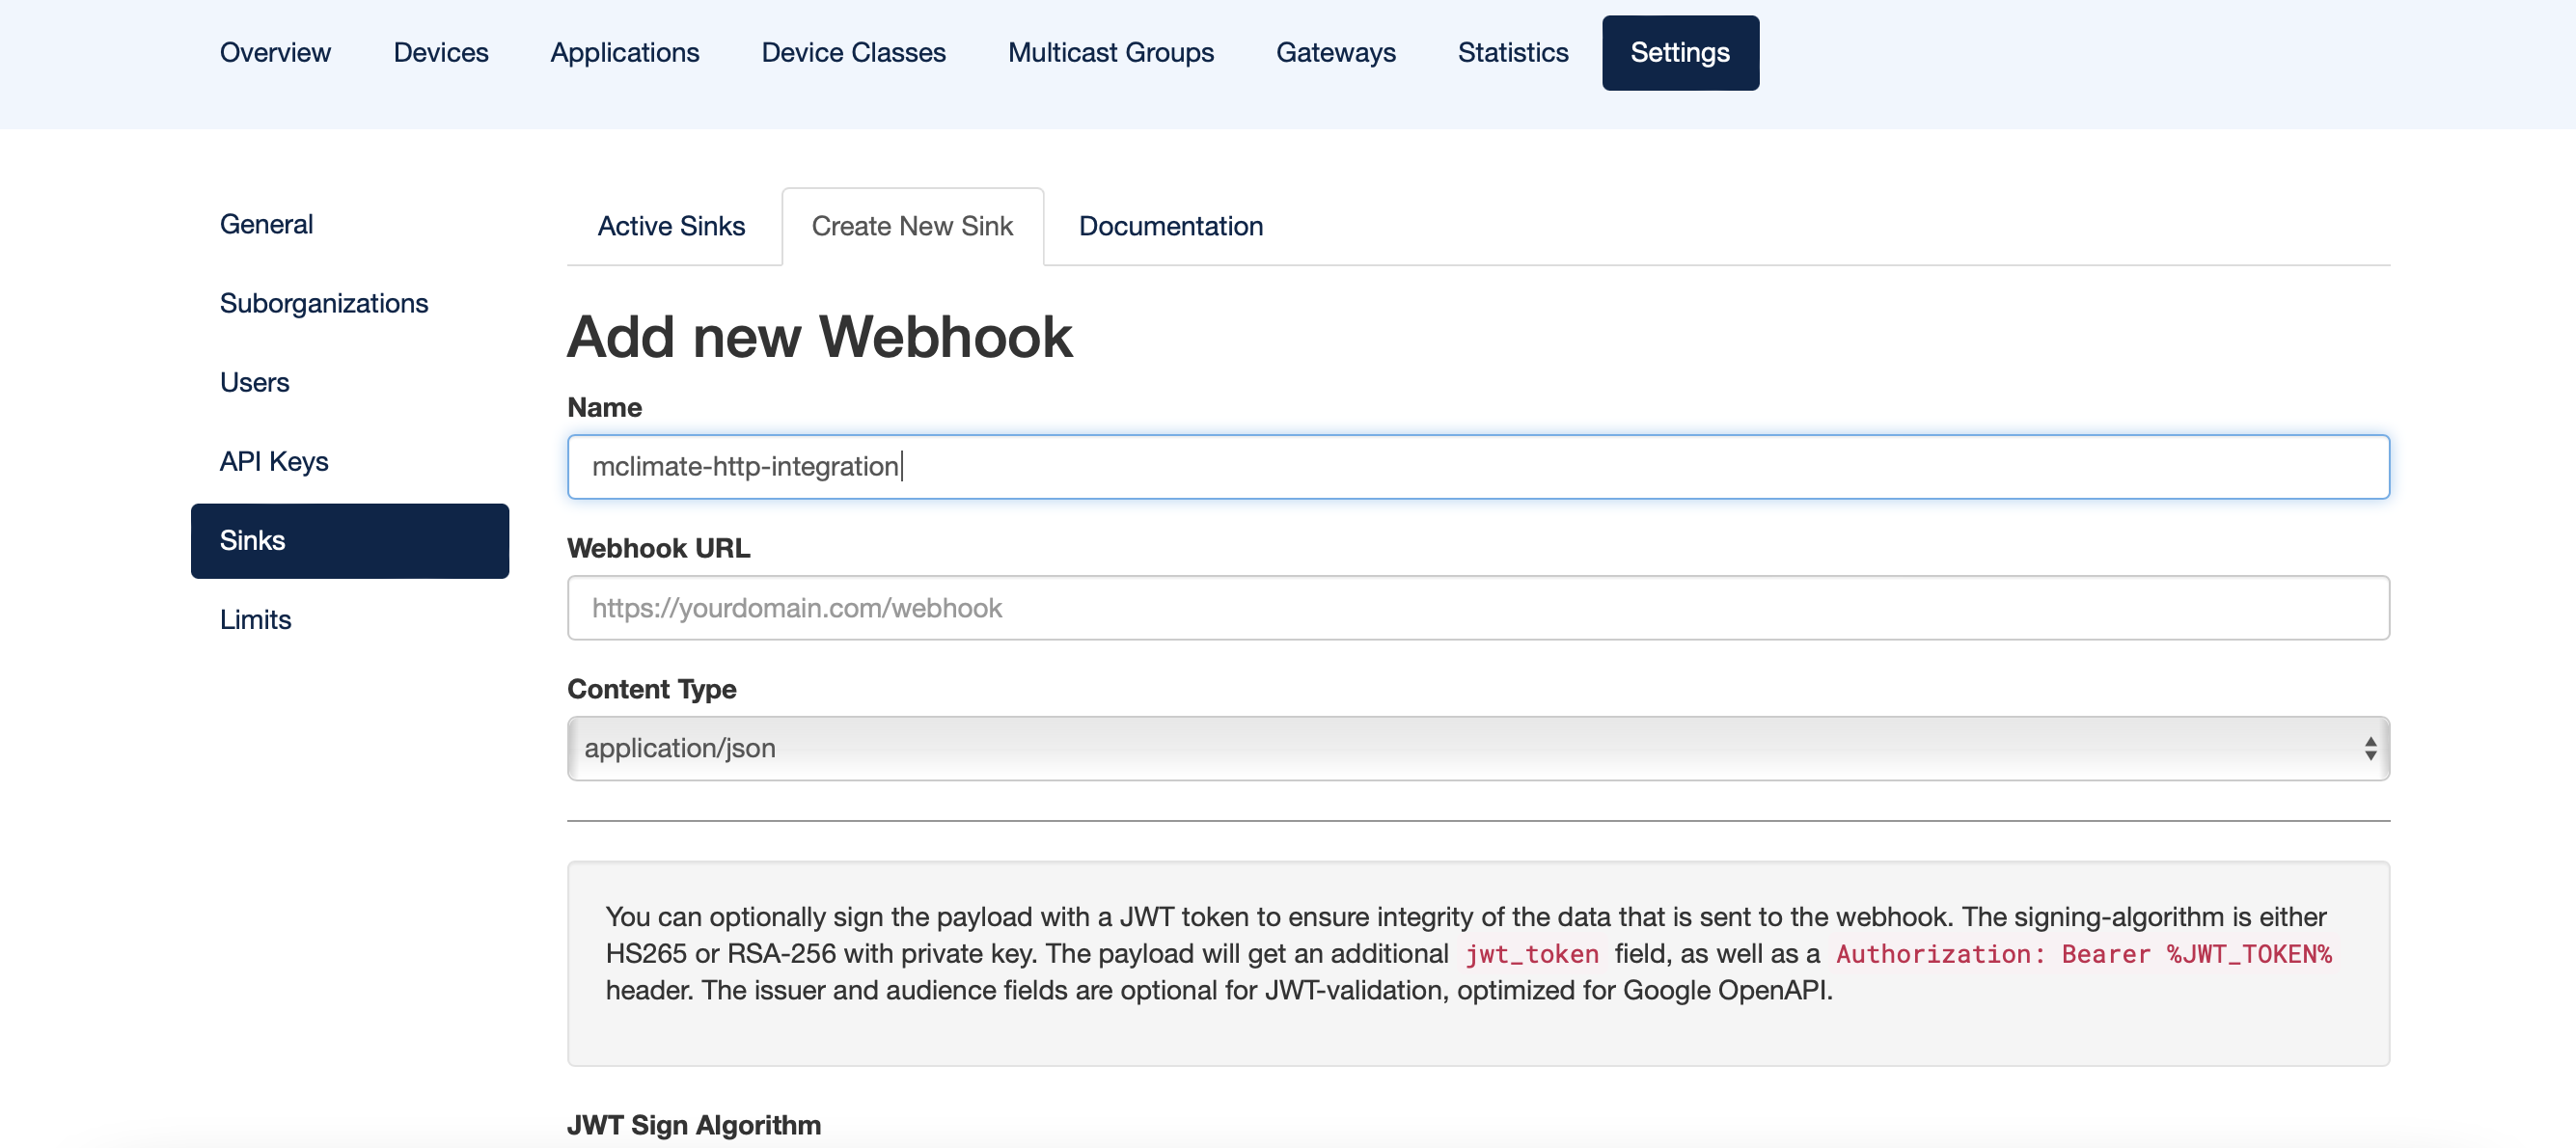 Overview Devices Applications Device Classes Multicast Groups Gateways Statistics Settings
General
Suborganizations
Users
API Keys
Sinks
Limits
Active Sinks Create New Sink Documentation
Add new Webhook
Name
mclimate-http-integration
Webhook URL
https://yourdomain.com/webhook
Content Type
application/json
You can optionally sign the payload with a JWT token to ensure integrity of the data that is sent to the webhook. The signing-algorithm is either
HS265 or RSA-256 with private key. The payload will get an additional jwt_token field, as well as a Authorization: Bearer %JWT_TOKEN%
header. The issuer and audience fields are optional for JWT-validation, optimized for Google OpenAPI.
JWT Sign Algorithm